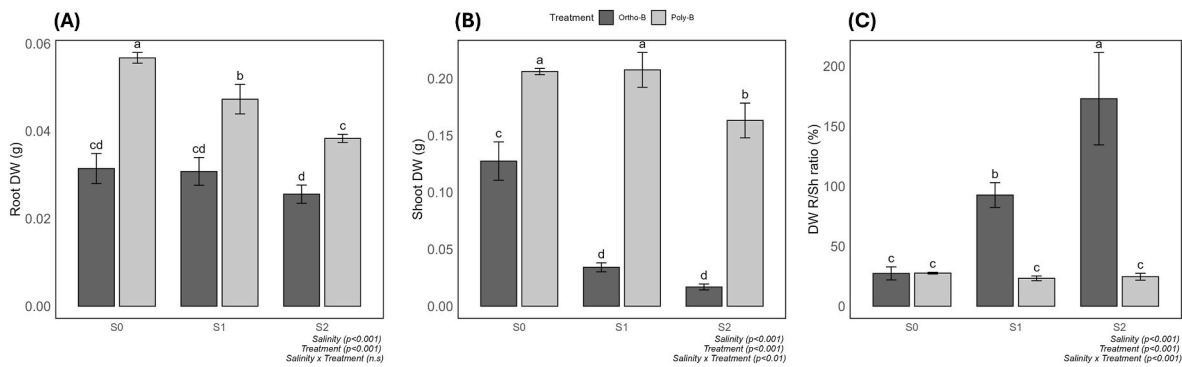 (A)
Root DW (g)
0.06
0.04
0.02
0.00
a
b
c
cd
cd
d
S0 S1 S2
Salinity (p<0.001)
Treatment (p<0.001)
Salinity x Treatment (n.s)
(B)
Treatment Ortho-B Poly-B
Shoot DW (g)
0.20
0.15
0.10
0.05
0.00
a
a
b
c
d
d
S0 S1 S2
Salinity (p<0.001)
Treatment (p<0.001)
Salinity x Treatment (p<0.01)
(C)
DW R/Sh ratio (%)
200
150
100
50
0
a
b
c c
c
c
S0 S1 S2
Salinity (p<0.001)
Treatment (p<0.001)
Salinity x Treatment (p<0.001)